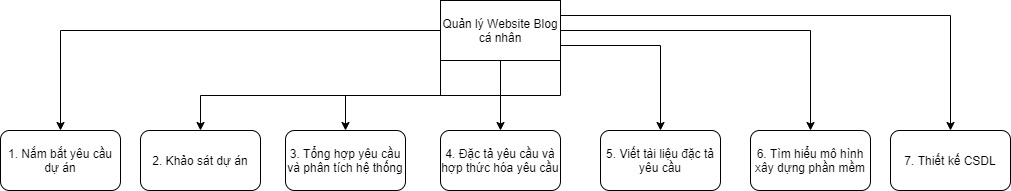 Quản lý Website Blog
cá nhân
1. Nắm bắt yêu cầu
dự án
2. Khảo sát dự án
3. Tổng hợp yêu cầu
và phân tích hệ thống
4. Đặc tả yêu cầu và
hợp thức hóa yêu cầu
5. Viết tài liệu đặc tả
yêu cầu
6. Tìm hiểu mô hình
xây dựng phần mềm
7. Thiết kế CSDL